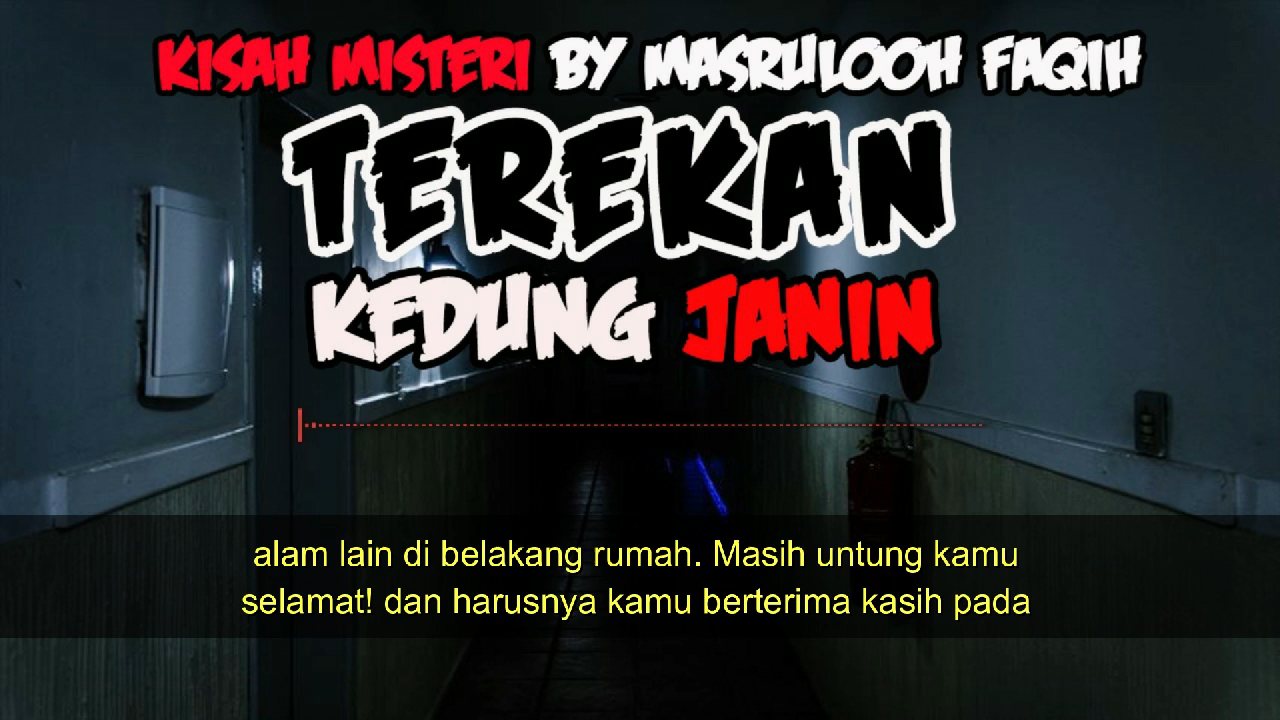 KISAH MISTERI BY MASRULOOH FAQIH
TEREKAN
KEDUNG JANIN
alam lain di belakang rumah. Masih untung kamu
selamat! dan harusnya kamu berterima kasih pada